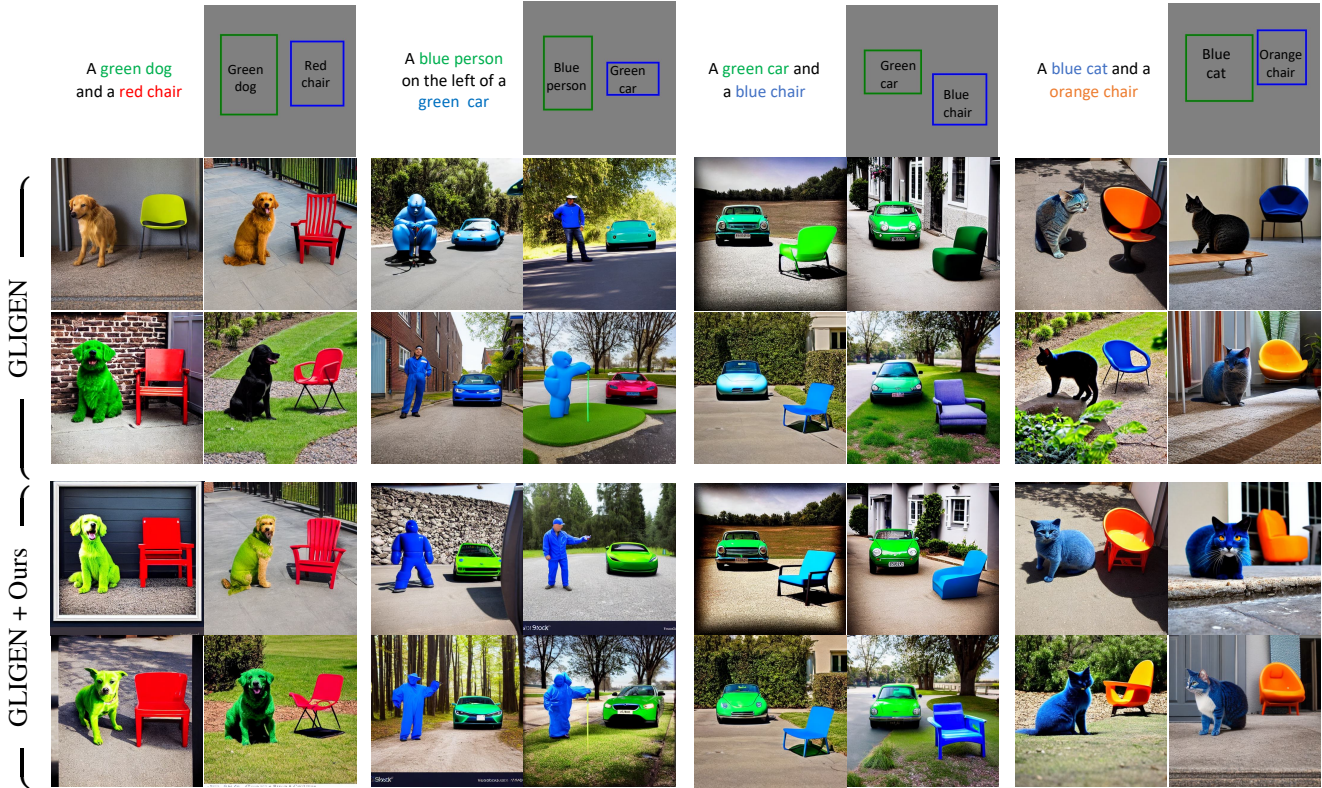 A green dog
and a red chair
Green
dog
Red
chair
A blue person
on the left of a
green car
Blue
person
Green
car
A green car and
a blue chair
Green
car
Blue
chair
A blue cat and a
orange chair
Blue
cat
Orange
chair
GLIGEN
GLIGEN + Ours
iStock
iStock